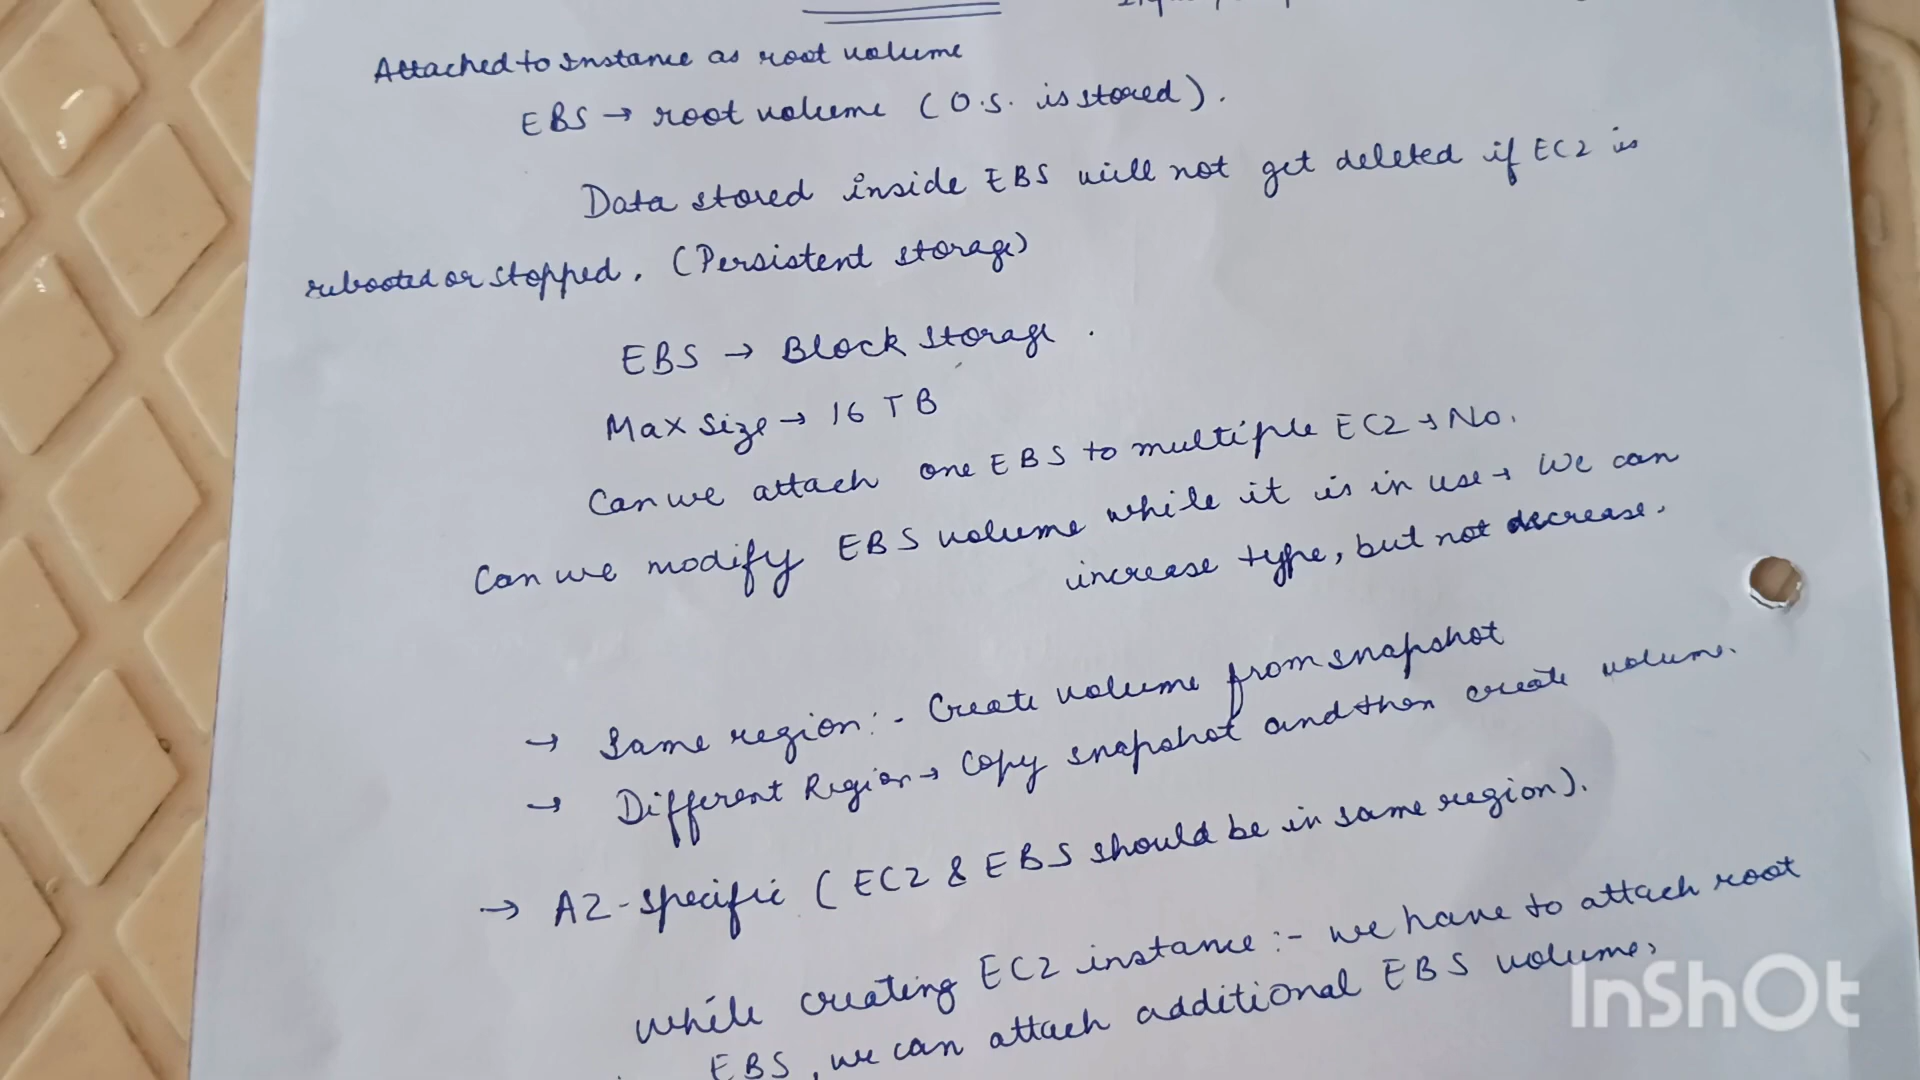 Attached to instance as root volume
EBS → root volume (O.S. is stored).
Data stored inside EBS will not get deleted if EC2 is
rebooted or stopped. (Persistent storage)
EBS → Block Storage.
Max Size → 16 TB
Can we attach one EBS to multiple EC2 → No.
Can we modify EBS volume while it is in use → We can
increase type, but not decrease.
→ Same region:- Create volume from snapshot
→ Different Region → Copy snapshot and then create volume.
→ AZ-specific (EC2 & EBS should be in same region).
while creating EC2 instance:- we have to attach root
EBS, we can attach additional EBS volume,
InShOt